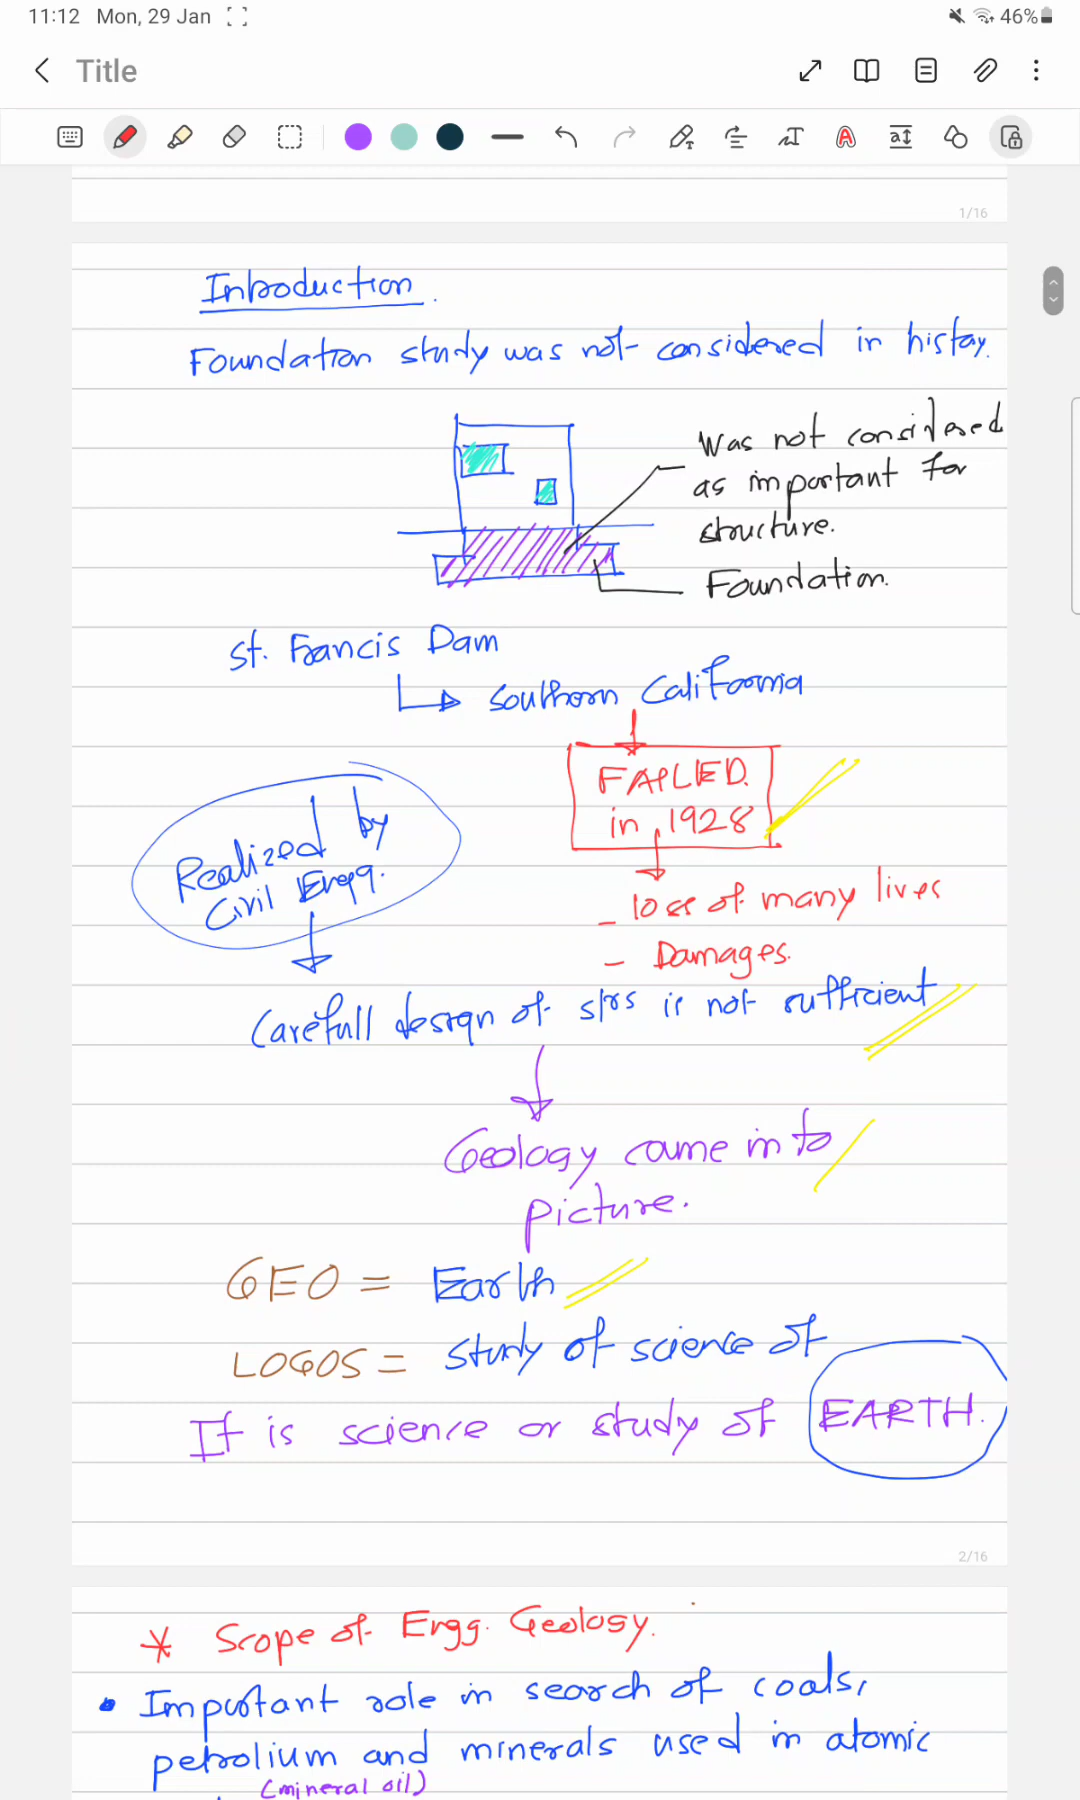 11:12 Mon, 29 Jan
46%
Title
1/16
Introduction.
Foundation study was not considered in history.
Was not considered
as important for
structure.
Foundation.
St. Francis Dam
Southern California
FAILED
in 1928
Realized by
Civil Engg.
- loss of many lives
- Damages.
Carefull design of strs is not sufficient
Geology came into
picture.
GEO = Earth
LOGOS = study of science of
It is science or study of EARTH.
2/16
* Scope of Engg. Geology.
• Important role in search of coals,
petrolium and minerals used in atomic
(mineral oil)